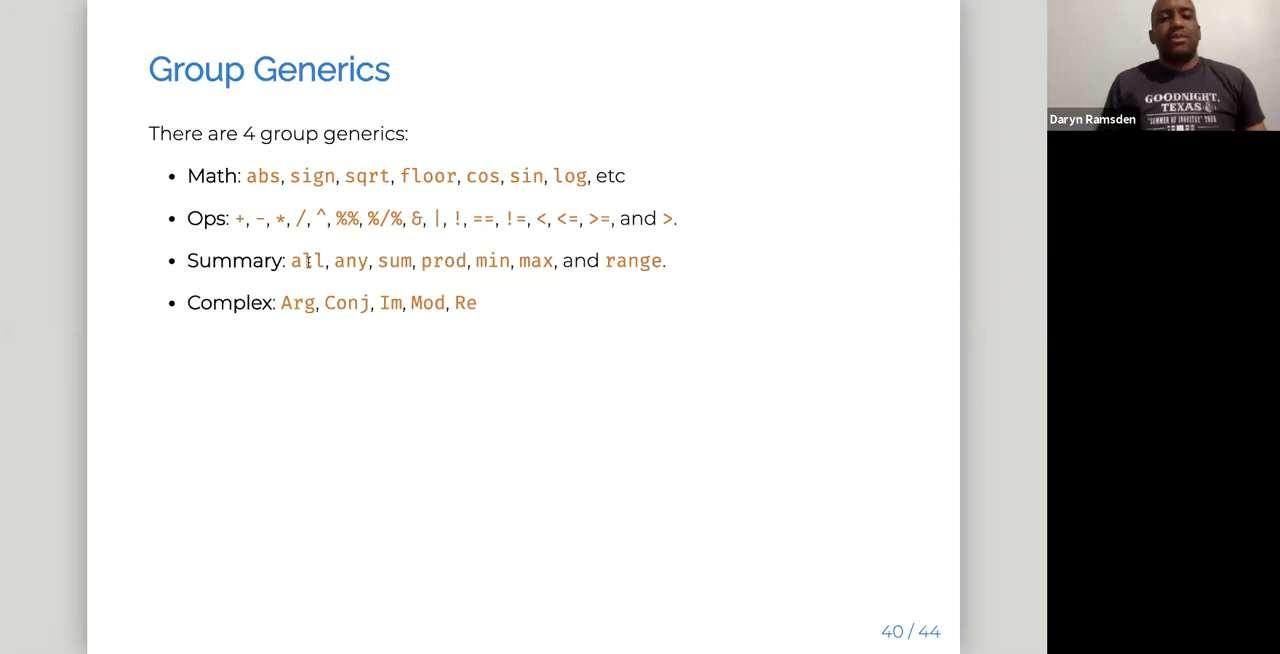 Group Generics
There are 4 group generics:
• Math: abs, sign, sqrt, floor, cos, sin, log, etc
• Ops: +, -, *, /, ^, %%, %/%, &, |, !, ==, !=, <, <=, >=, and >.
• Summary: all, any, sum, prod, min, max, and range.
• Complex: Arg, Conj, Im, Mod, Re
40 / 44
GOODNIGHT,
TEXAS
Daryn Ramsden